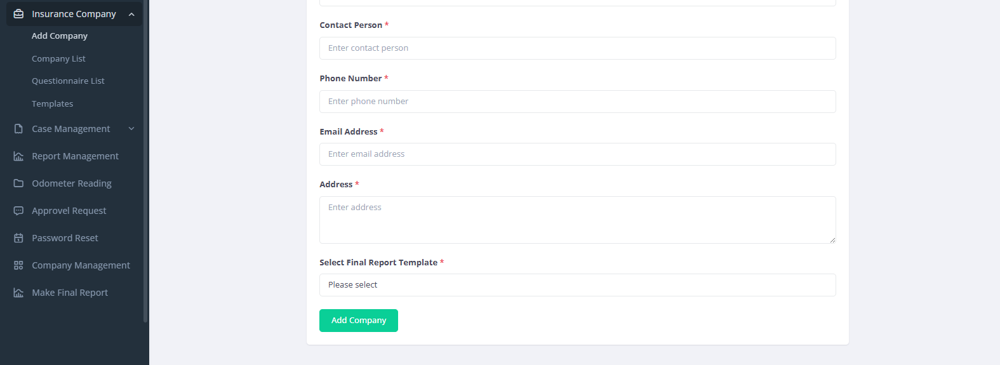 Insurance Company
Add Company
Company List
Questionnaire List
Templates
Case Management
Report Management
Odometer Reading
Approvel Request
Password Reset
Company Management
Make Final Report
Contact Person *
Enter contact person
Phone Number *
Enter phone number
Email Address *
Enter email address
Address *
Enter address
Select Final Report Template *
Please select
Add Company